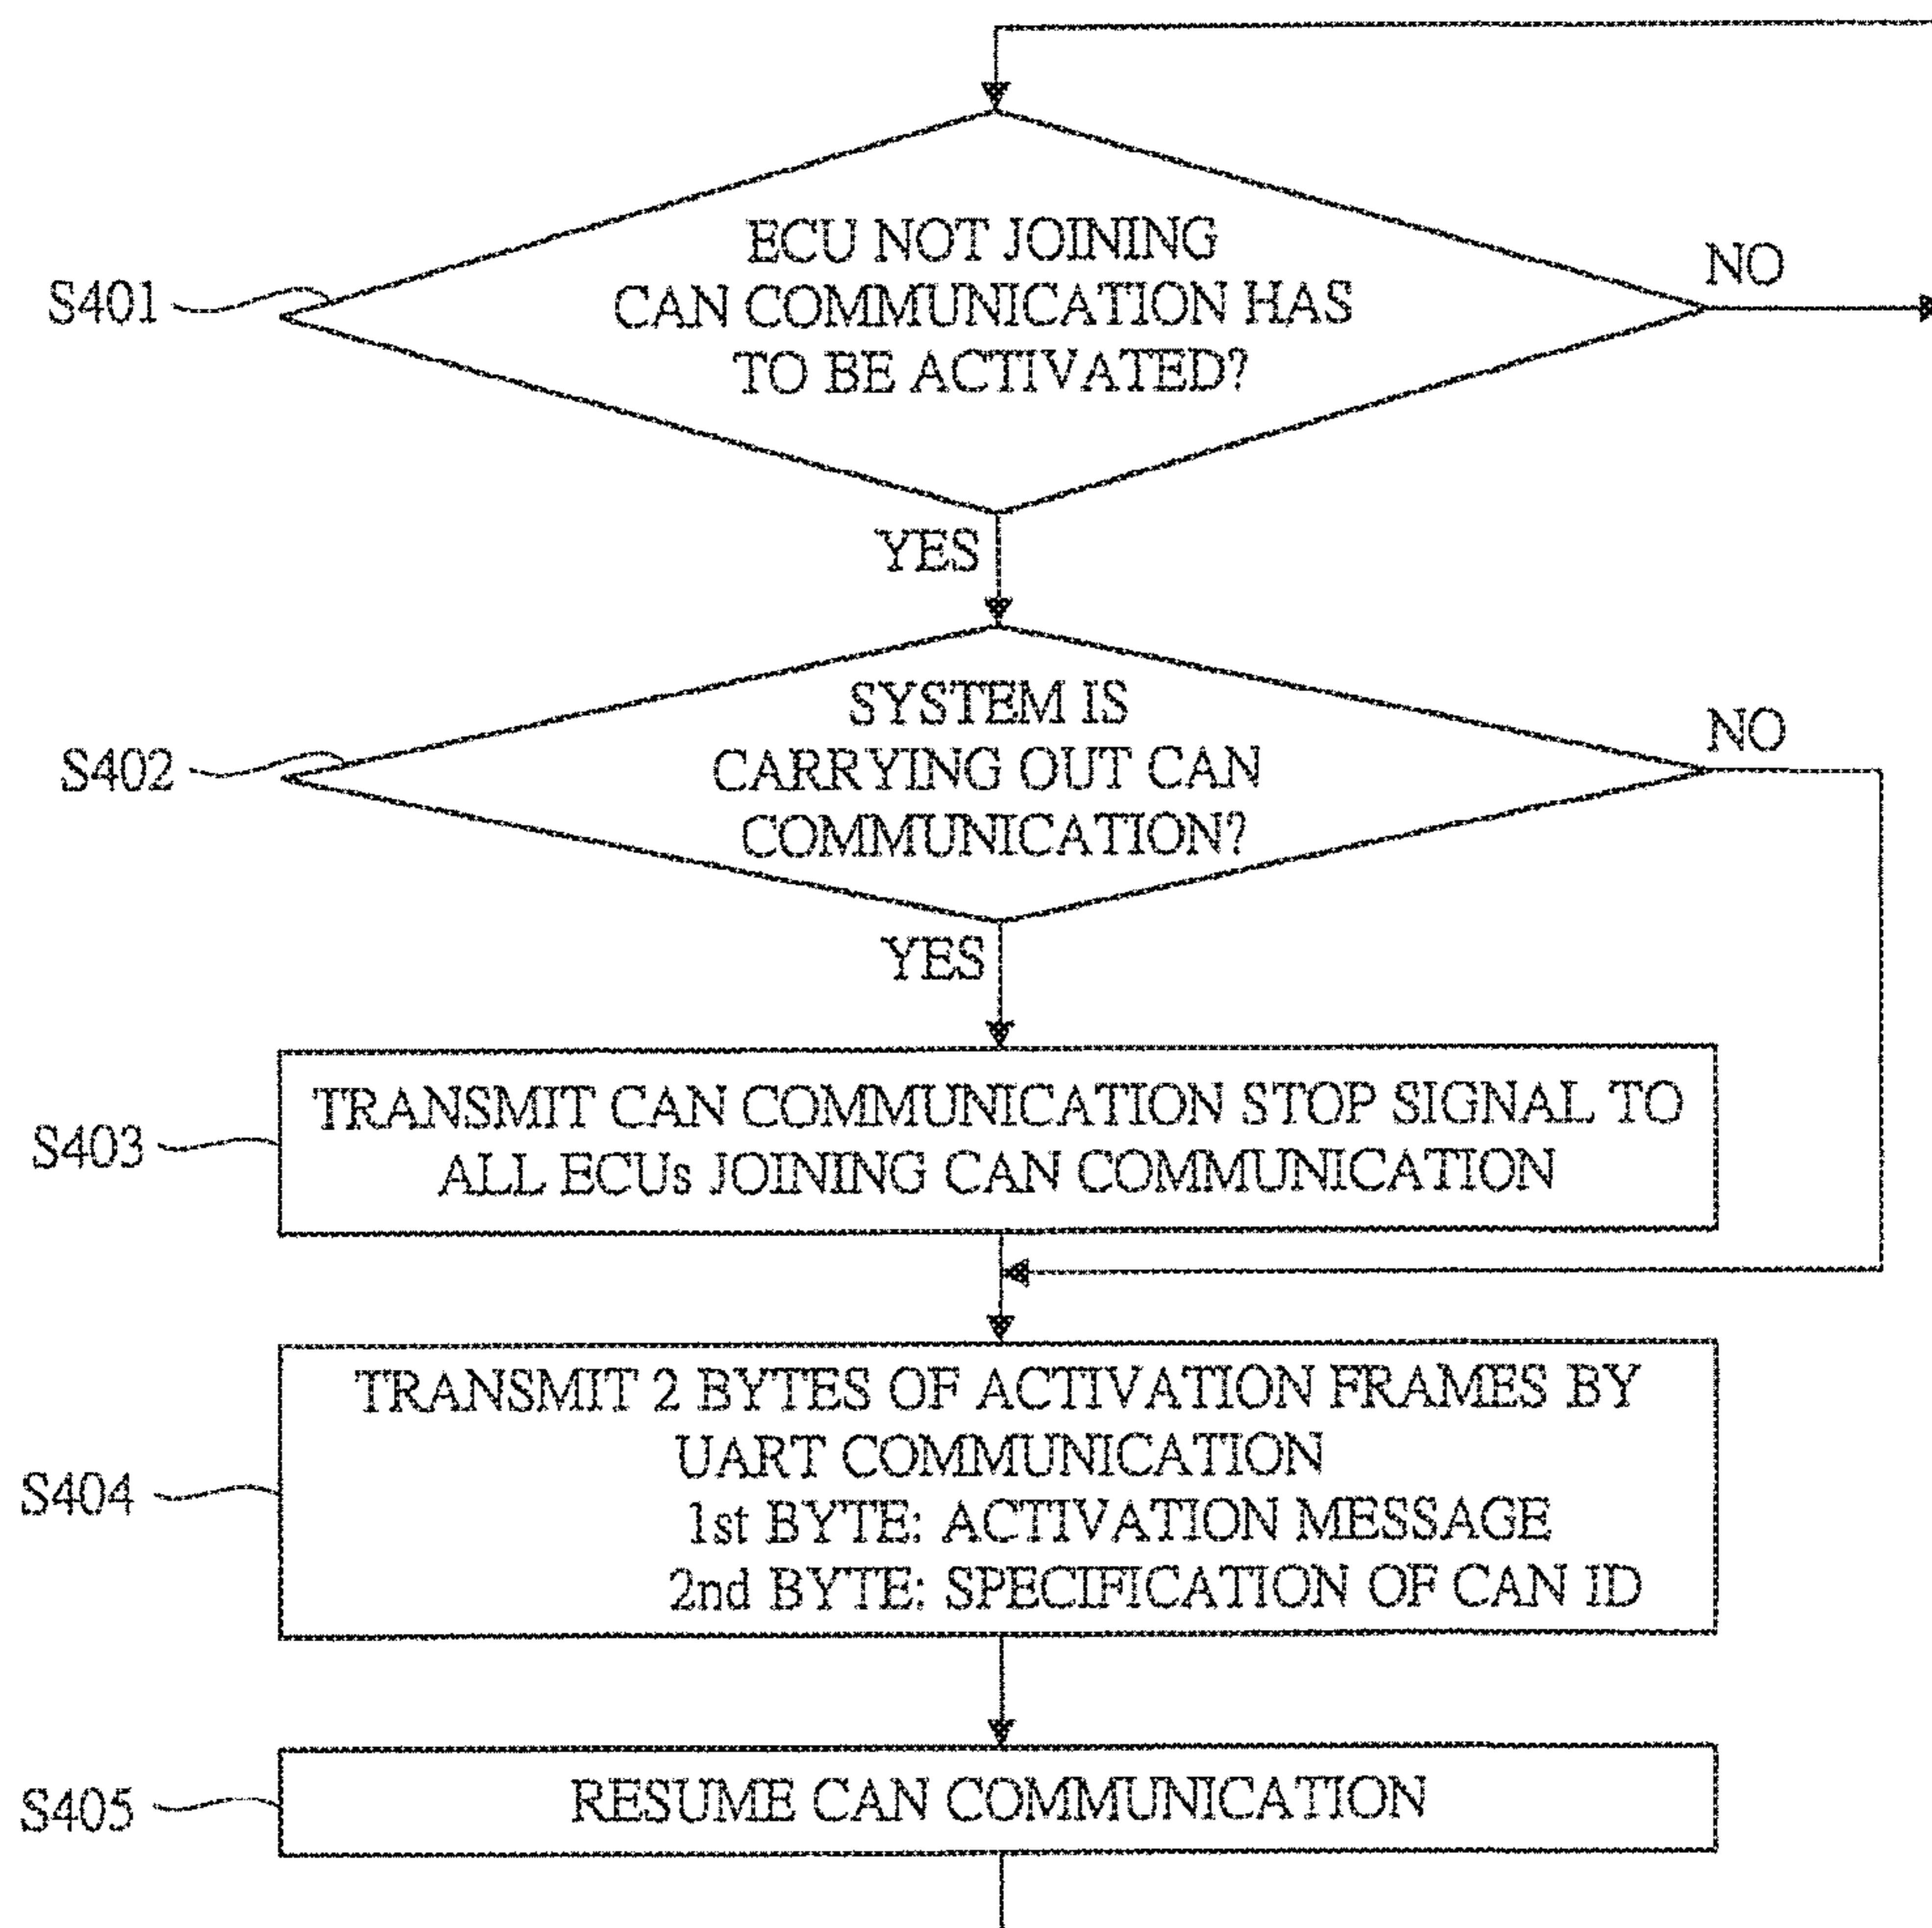 ECU NOT JOINING
CAN COMMUNICATION HAS
TO BE ACTIVATED?
NO
S401
YES
SYSTEM IS
CARRYING OUT CAN
COMMUNICATION?
NO
S402
YES
TRANSMIT CAN COMMUNICATION STOP SIGNAL TO
ALL ECUs JOINING CAN COMMUNICATION
S403
TRANSMIT 2 BYTES OF ACTIVATION FRAMES BY
UART COMMUNICATION
1st BYTE: ACTIVATION MESSAGE
2nd BYTE: SPECIFICATION OF CAN ID
S404
RESUME CAN COMMUNICATION
S405